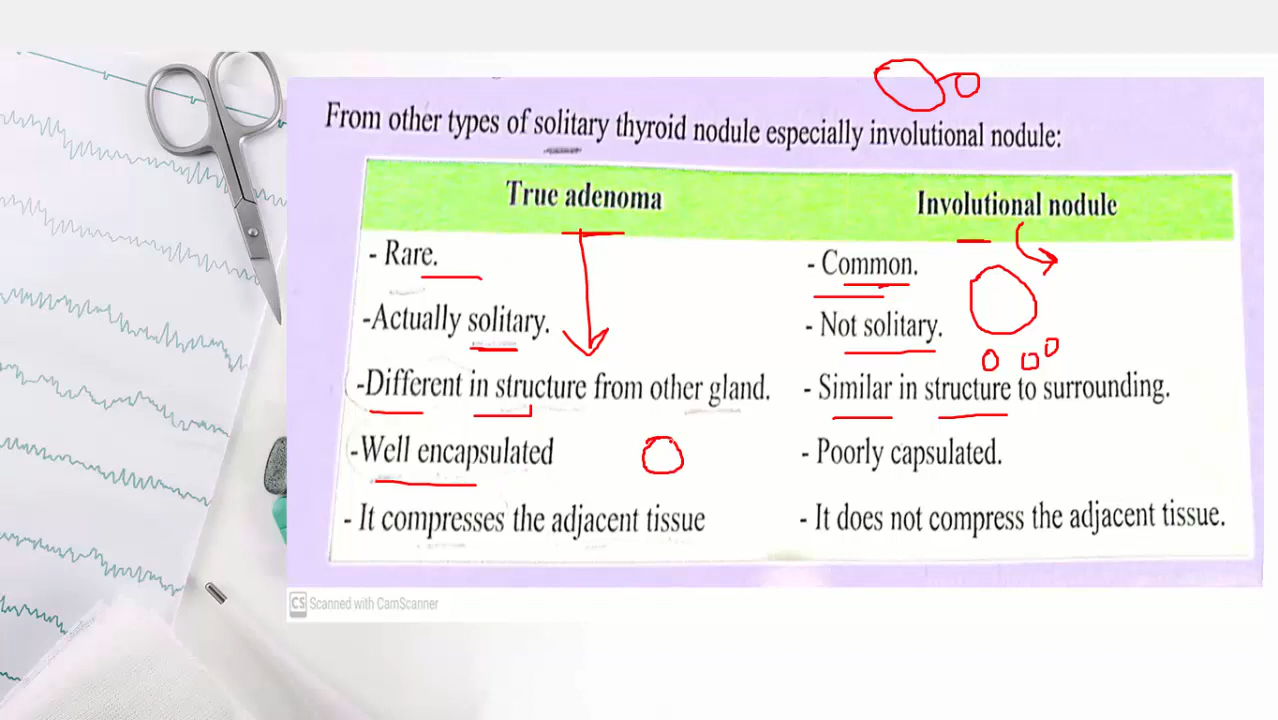 From other types of solitary thyroid nodule especially involutional nodule:
True adenoma
Involutional nodule
- Rare.
- Common.
-Actually solitary.
- Not solitary.
-Different in structure from other gland.
- Similar in structure to surrounding.
-Well encapsulated
- Poorly capsulated.
- It compresses the adjacent tissue
- It does not compress the adjacent tissue.
CS Scanned with CamScanner